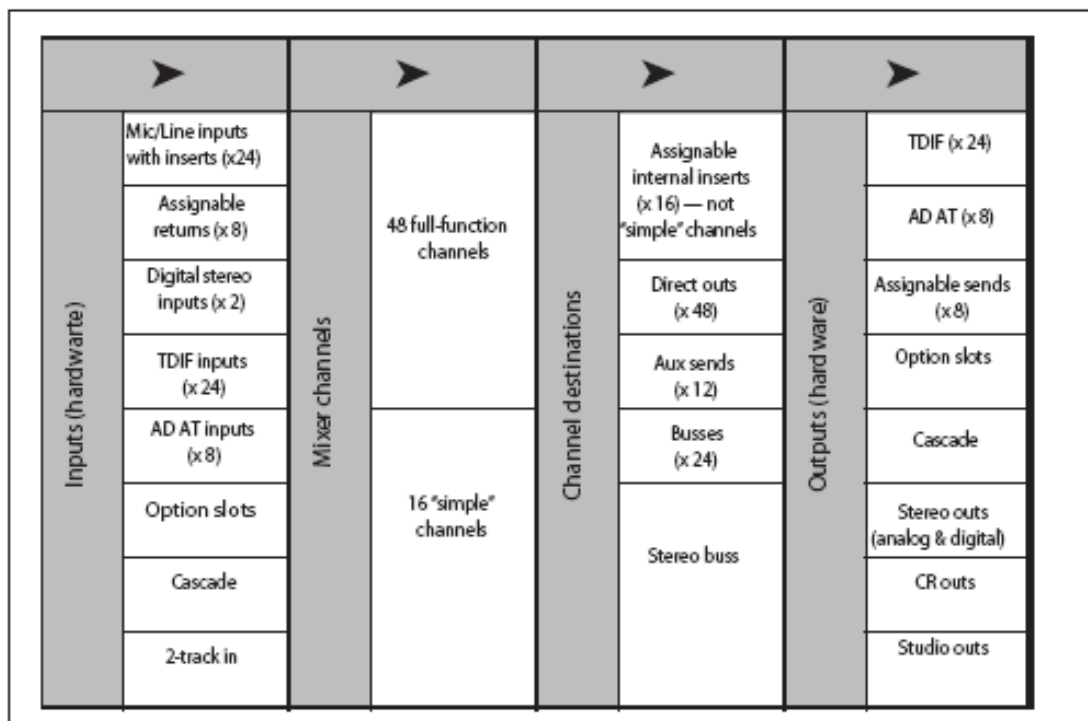 Inputs (hardwarte)
Mic/Line inputs
with inserts (x24)
Assignable
returns (x 8)
Digital stereo
inputs (x 2)
TDIF inputs
(x 24)
AD AT inputs
(x 8)
Option slots
Cascade
2-track in
Mixer channels
48 full-function
channels
16 "simple"
channels
Channel destinations
Assignable
internal inserts
(x 16) — not
"simple" channels
Direct outs
(x 48)
Aux sends
(x 12)
Busses
(x 24)
Stereo buss
Outputs (hardware)
TDIF (x 24)
AD AT (x 8)
Assignable sends
(x 8)
Option slots
Cascade
Stereo outs
(analog & digital)
CR outs
Studio outs